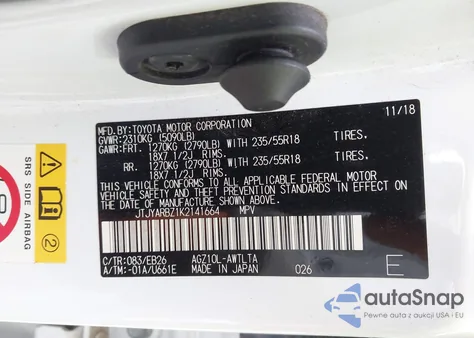 MFD.BY:TOYOTA MOTOR CORPORATION 11/18
GVWR:2310KG (5090LB)
GAWR:FRT. 1270KG (2790LB) WITH 235/55R18 TIRES.
18X7 1/2J RIMS.
RR. 1270KG (2790LB) WITH 235/55R18 TIRES.
18X7 1/2J RIMS.
THIS VEHICLE CONFORMS TO ALL APPLICABLE FEDERAL MOTOR
VEHICLE SAFETY AND THEFT PREVENTION STANDARDS IN EFFECT
ON THE DATE OF MANUFACTURE SHOWN ABOVE.
JTJYARBZ1K2141664 MPV
C/TR:083/EB26 AGZ10L-AWTLTA
A/TM:-01A/U661E MADE IN JAPAN 026 E
SRS SIDE AIRBAG
2
autoSnap
Pewne auta z aukcji w USA i Kanadzie